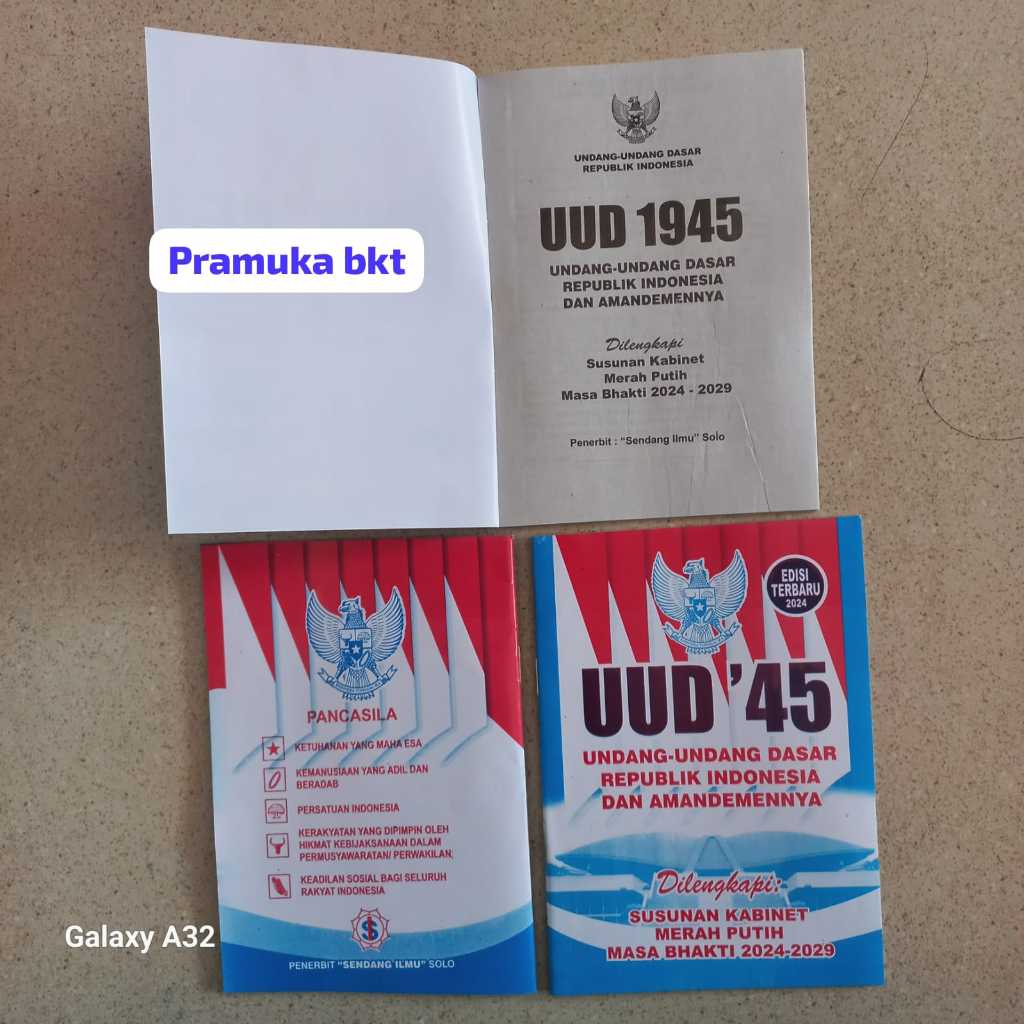 Pramuka bkt
UNDANG-UNDANG DASAR
REPUBLIK INDONESIA
UUD 1945
UNDANG-UNDANG DASAR
REPUBLIK INDONESIA
DAN AMANDEMENNYA
Dilengkapi
Susunan Kabinet
Merah Putih
Masa Bhakti 2024 - 2029
Penerbit : "Sendang Ilmu" Solo
PANCASILA
KETUHANAN YANG MAHA ESA
KEMANUSIAAN YANG ADIL DAN
BERADAB
PERSATUAN INDONESIA
KERAKYATAN YANG DIPIMPIN OLEH
HIKMAT KEBIJAKSANAAN DALAM
PERMUSYAWARATAN/ PERWAKILAN;
KEADILAN SOSIAL BAGI SELURUH
RAKYAT INDONESIA
PENERBIT "SENDANG ILMU" SOLO
EDISI
TERBARU
2024
UUD '45
UNDANG-UNDANG DASAR
REPUBLIK INDONESIA
DAN AMANDEMENNYA
Dilengkapi:
SUSUNAN KABINET
MERAH PUTIH
MASA BHAKTI 2024-2029
Galaxy A32